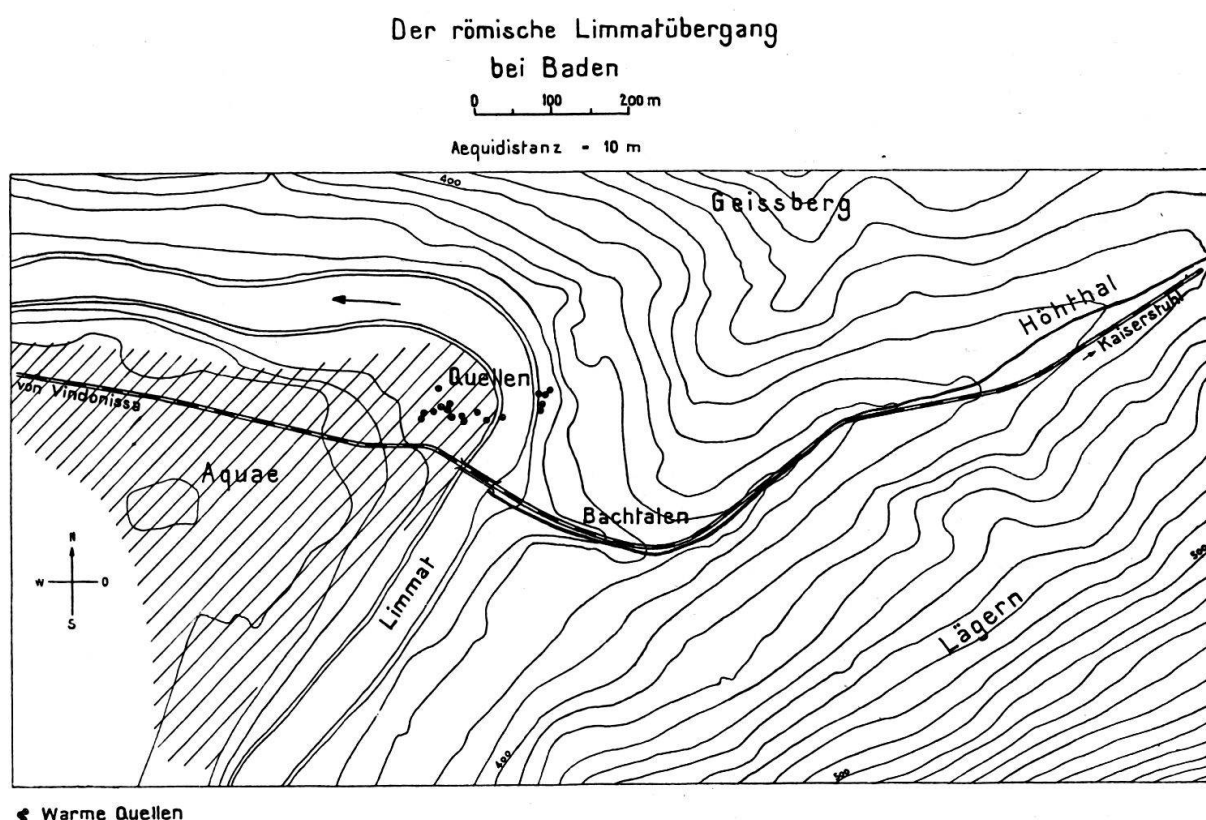 Der römische Limmatübergang
bei Baden
0 100 200 m
Aequidistanz = 10 m
400
Geissberg
Höhthal
→ Kaiserstuhl
Quellen
von Vindonissa
Aquae
Bachtalen
N
W O
S
Limmat
Lägern
500
400
500
Warme Quellen